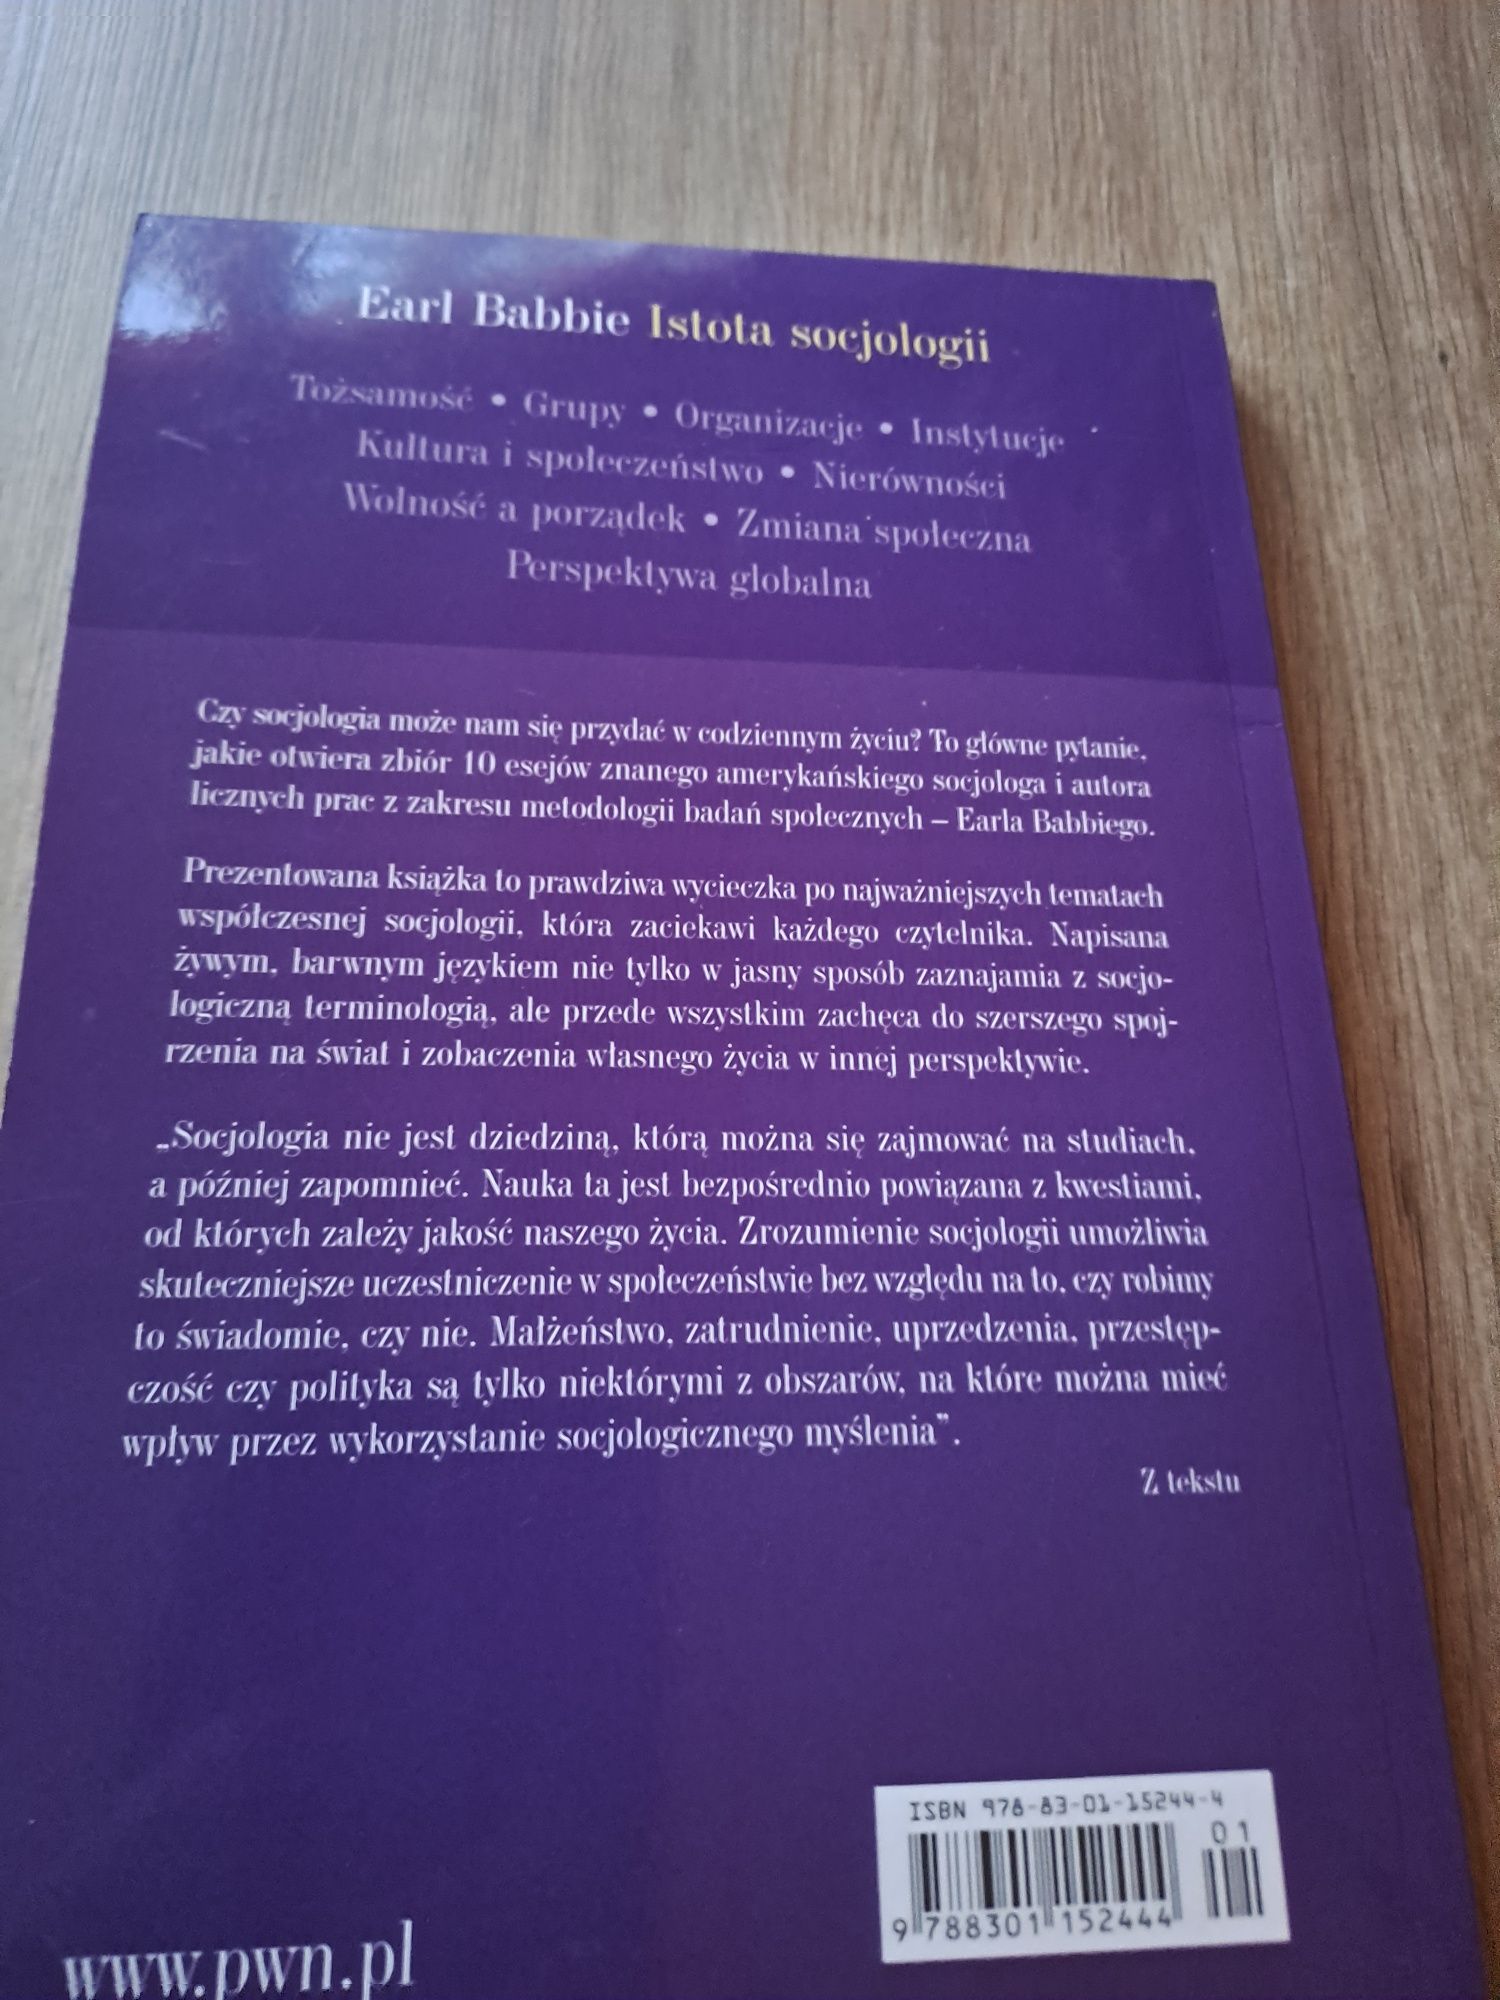 Earl Babbie Istota socjologii
Tożsamość • Grupy • Organizacje • Instytucje
Kultura i społeczeństwo • Nierówności
Wolność a porządek • Zmiana społeczna
Perspektywa globalna
Czy socjologia może nam się przydać w codziennym życiu? To główne pytanie,
jakie otwiera zbiór 10 esejów znanego amerykańskiego socjologa i autora
licznych prac z zakresu metodologii badań społecznych – Earla Babbiego.
Prezentowana książka to prawdziwa wycieczka po najważniejszych tematach
współczesnej socjologii, która zaciekawi każdego czytelnika. Napisana
żywym, barwnym językiem nie tylko w jasny sposób zaznajamia z socjo-
logiczną terminologią, ale przede wszystkim zachęca do szerszego spoj-
rzenia na świat i zobaczenia własnego życia w innej perspektywie.
„Socjologia nie jest dziedziną, którą można się zajmować na studiach,
a później zapomnieć. Nauka ta jest bezpośrednio powiązana z kwestiami,
od których zależy jakość naszego życia. Zrozumienie socjologii umożliwia
skuteczniejsze uczestniczenie w społeczeństwie bez względu na to, czy robimy
to świadomie, czy nie. Małżeństwo, zatrudnienie, uprzedzenia, przestęp-
czość czy polityka są tylko niektórymi z obszarów, na które można mieć
wpływ przez wykorzystanie socjologicznego myślenia”.
Z tekstu
ISBN 978-83-01-15244-4
01
9 788301 152444
www.pwn.pl